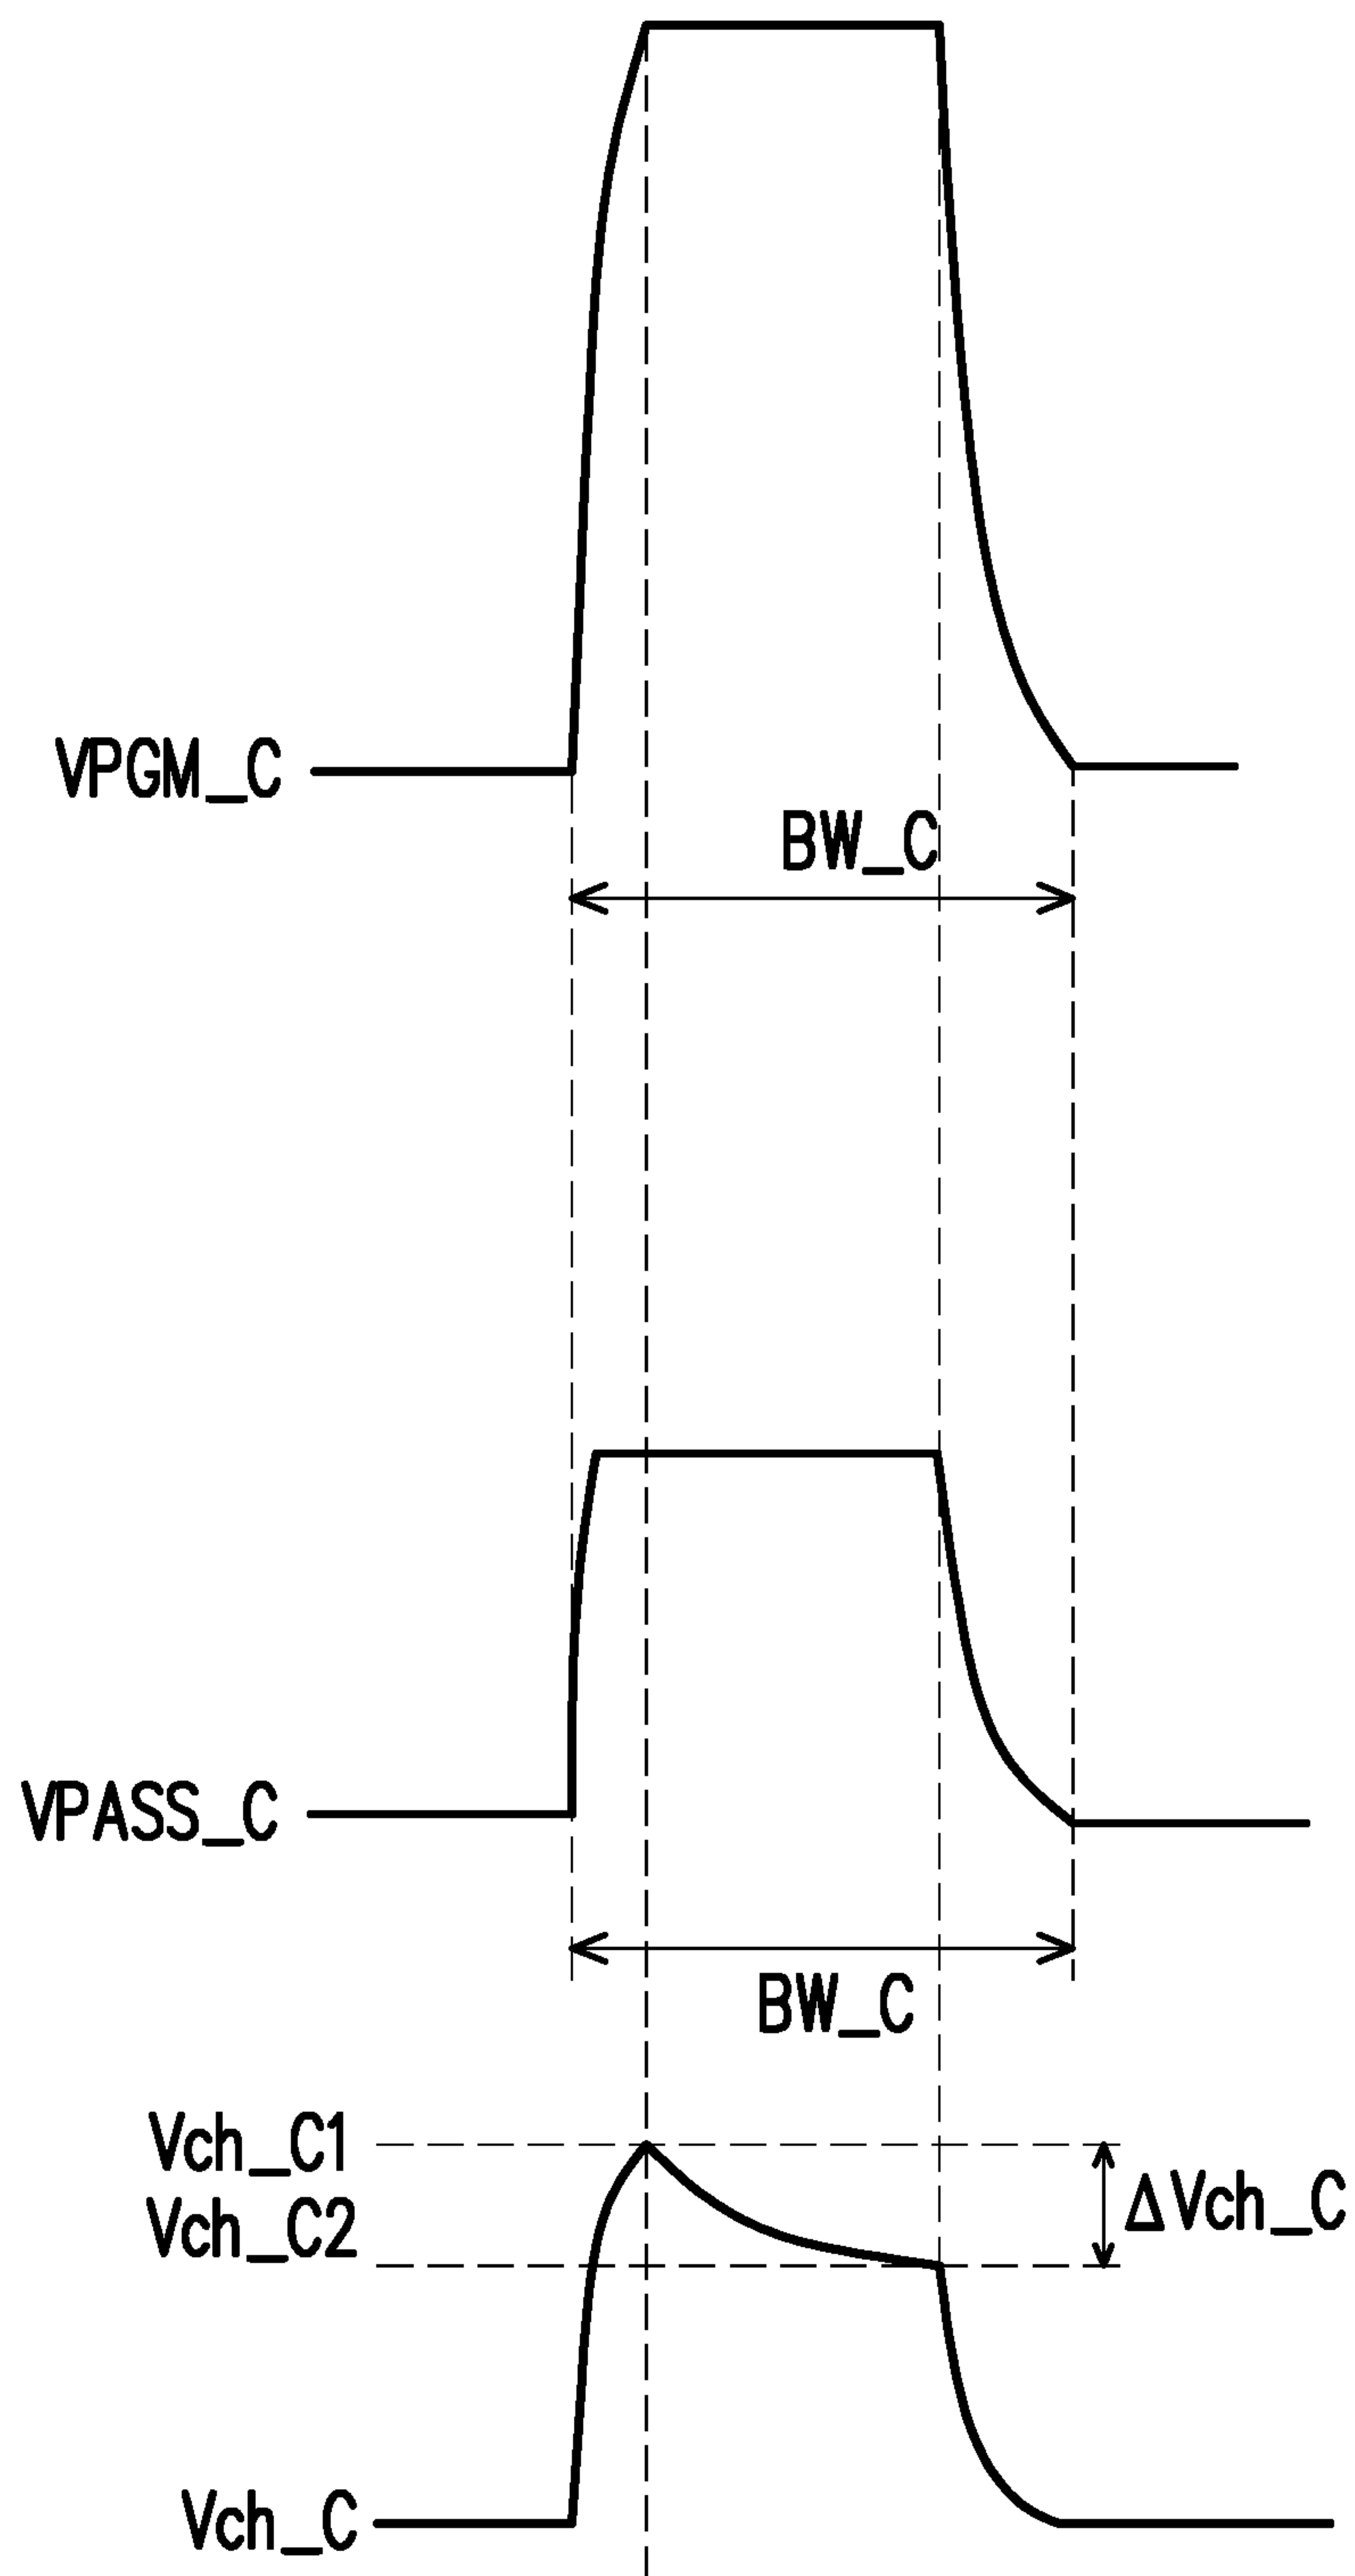 VPGM_C
BW_C
VPASS_C
BW_C
Vch_C1
Vch_C2
ΔVch_C
Vch_C